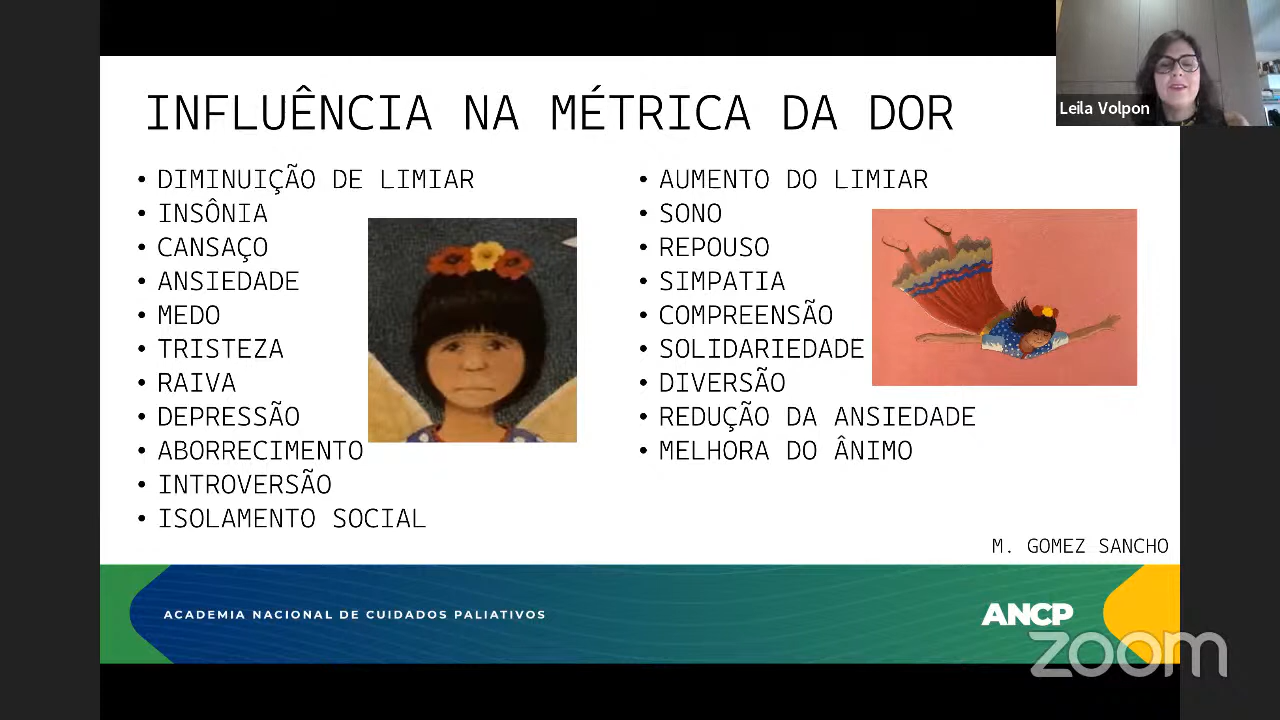 INFLUÊNCIA NA MÉTRICA DA DOR
Leila Volpon
• DIMINUIÇÃO DE LIMIAR
• INSÔNIA
• CANSAÇO
• ANSIEDADE
• MEDO
• TRISTEZA
• RAIVA
• DEPRESSÃO
• ABORRECIMENTO
• INTROVERSÃO
• ISOLAMENTO SOCIAL
• AUMENTO DO LIMIAR
• SONO
• REPOUSO
• SIMPATIA
• COMPREENSÃO
• SOLIDARIEDADE
• DIVERSÃO
• REDUÇÃO DA ANSIEDADE
• MELHORA DO ÂNIMO
M. GOMEZ SANCHO
ACADEMIA NACIONAL DE CUIDADOS PALIATIVOS
ANCP
zoom